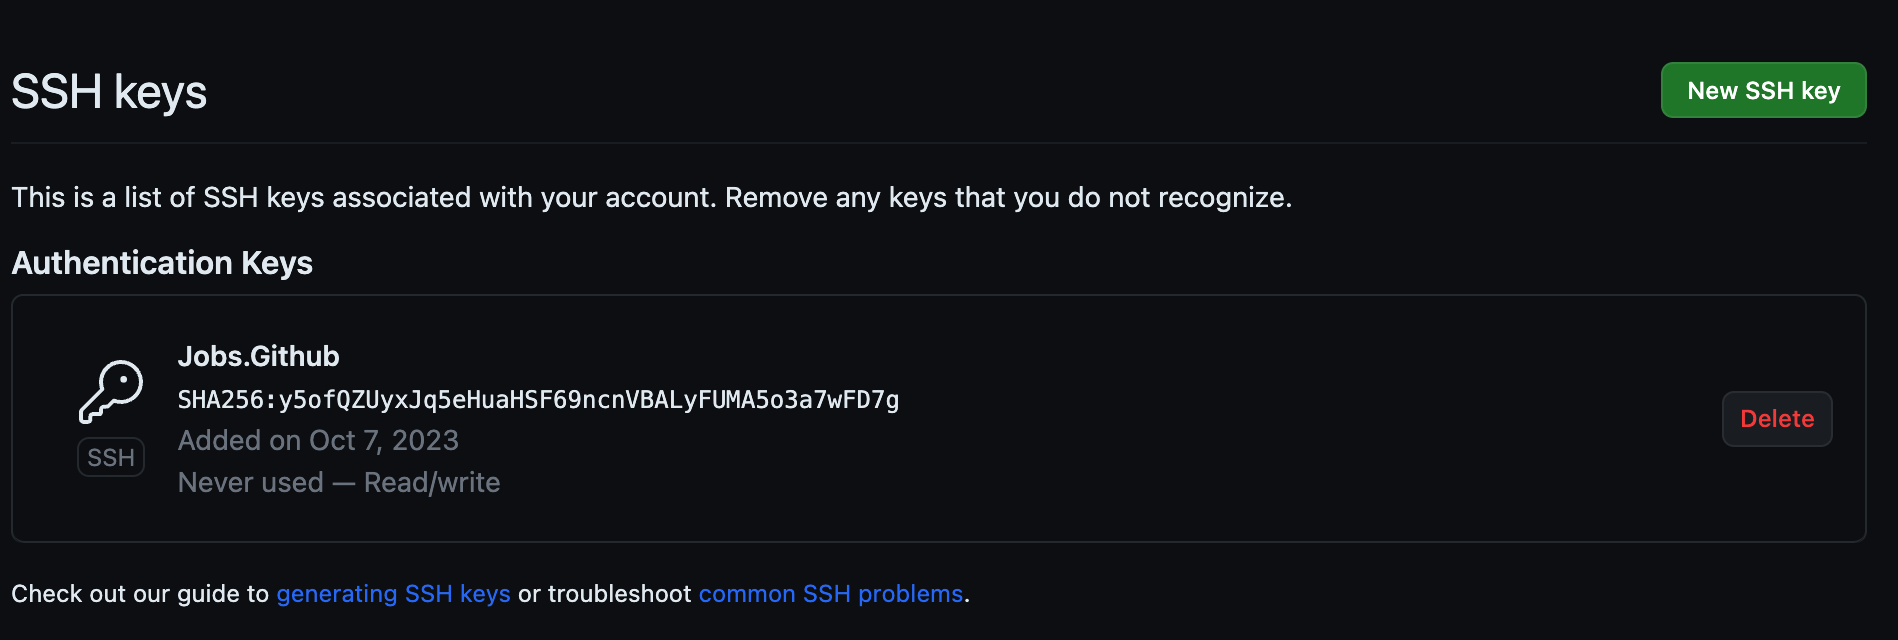 SSH keys
New SSH key
This is a list of SSH keys associated with your account. Remove any keys that you do not recognize.
Authentication Keys
Jobs.Github
SHA256:y5ofQZUyxJq5eHuaHSF69ncnVBALyFUMA5o3a7wFD7g
Added on Oct 7, 2023
Never used — Read/write
SSH
Delete
Check out our guide to generating SSH keys or troubleshoot common SSH problems.